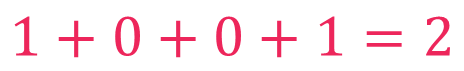 1 + 0 + 0 + 1 = 2